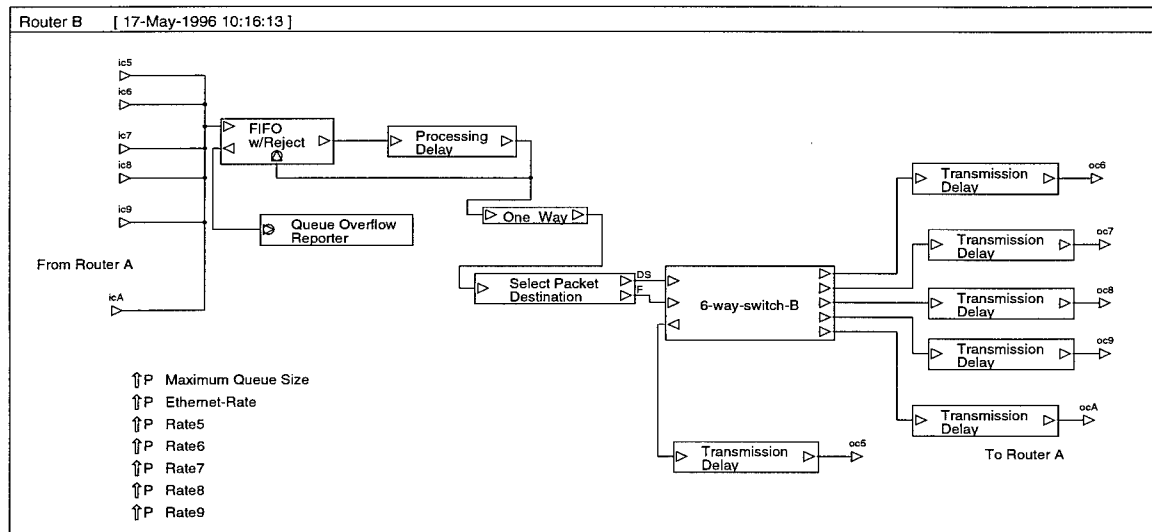 Router B [ 17-May-1996 10:16:13 ]
ic5
ic6
ic7
ic8
ic9
From Router A
icA
FIFO
w/Reject
Processing
Delay
Queue Overflow
Reporter
One Way
Select Packet
Destination
DS
F
6-way-switch-B
Transmission
Delay
oc6
Transmission
Delay
oc7
Transmission
Delay
oc8
Transmission
Delay
oc9
Transmission
Delay
ocA
To Router A
Transmission
Delay
oc5
P Maximum Queue Size
P Ethernet-Rate
P Rate5
P Rate6
P Rate7
P Rate8
P Rate9